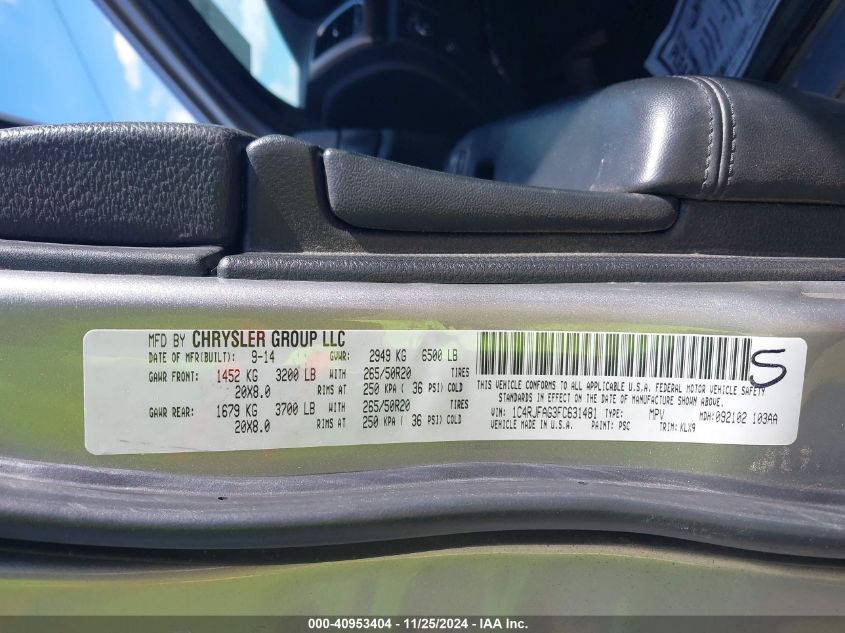 MFD BY CHRYSLER GROUP LLC
DATE OF MFR(BUILT): 9-14 GVWR: 2949 KG 6500 LB
GAWR FRONT: 1452 KG 3200 LB WITH 265/50R20 TIRES
20X8.0 RIMS AT 250 KPA ( 36 PSI) COLD
GAWR REAR: 1679 KG 3700 LB WITH 265/50R20 TIRES
20X8.0 RIMS AT 250 KPA ( 36 PSI) COLD
S
THIS VEHICLE CONFORMS TO ALL APPLICABLE U.S.A. FEDERAL MOTOR VEHICLE SAFETY
STANDARDS IN EFFECT ON THE DATE OF MANUFACTURE SHOWN ABOVE.
VIN: 1C4RJFAG3FC631481 TYPE: MPV MDH:092102 103AA
VEHICLE MADE IN U.S.A. PAINT: PSC TRIM:KLX9
000-40953404 - 11/25/2024 - IAA Inc.